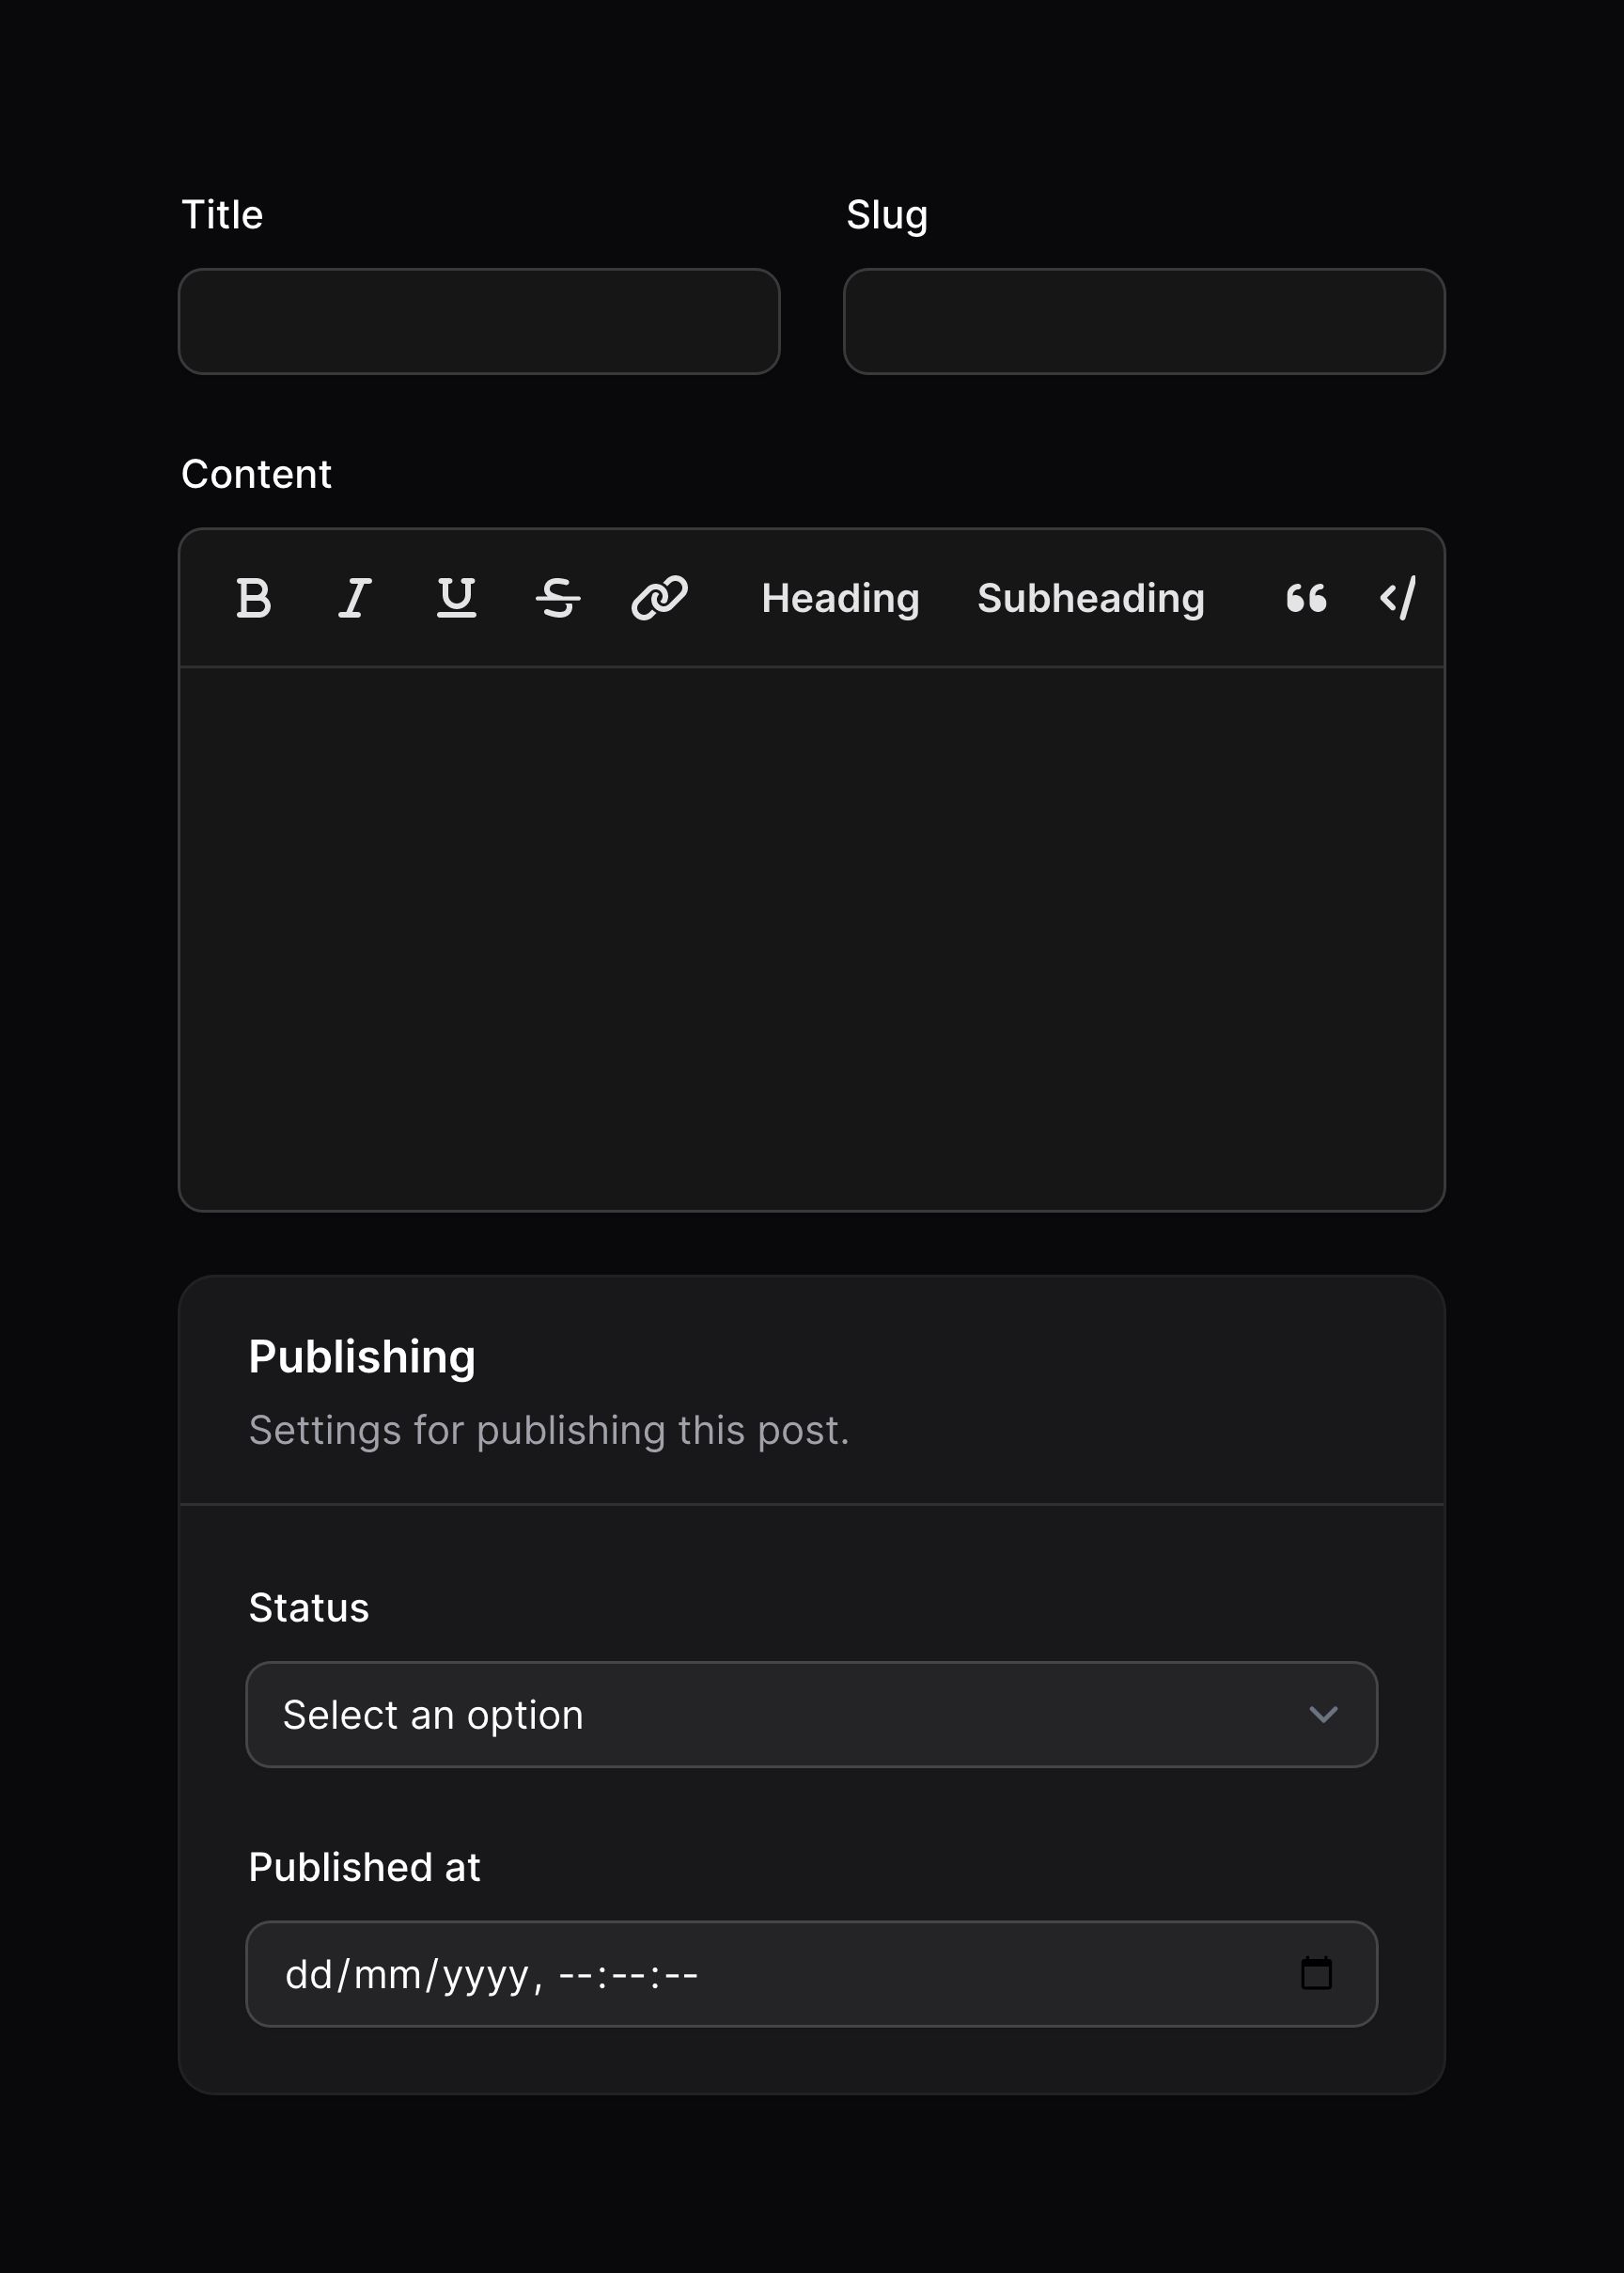 Title Slug
Content
B I U S Heading Subheading “ </
Publishing
Settings for publishing this post.
Status
Select an option
Published at
dd/mm/yyyy, --:--:--